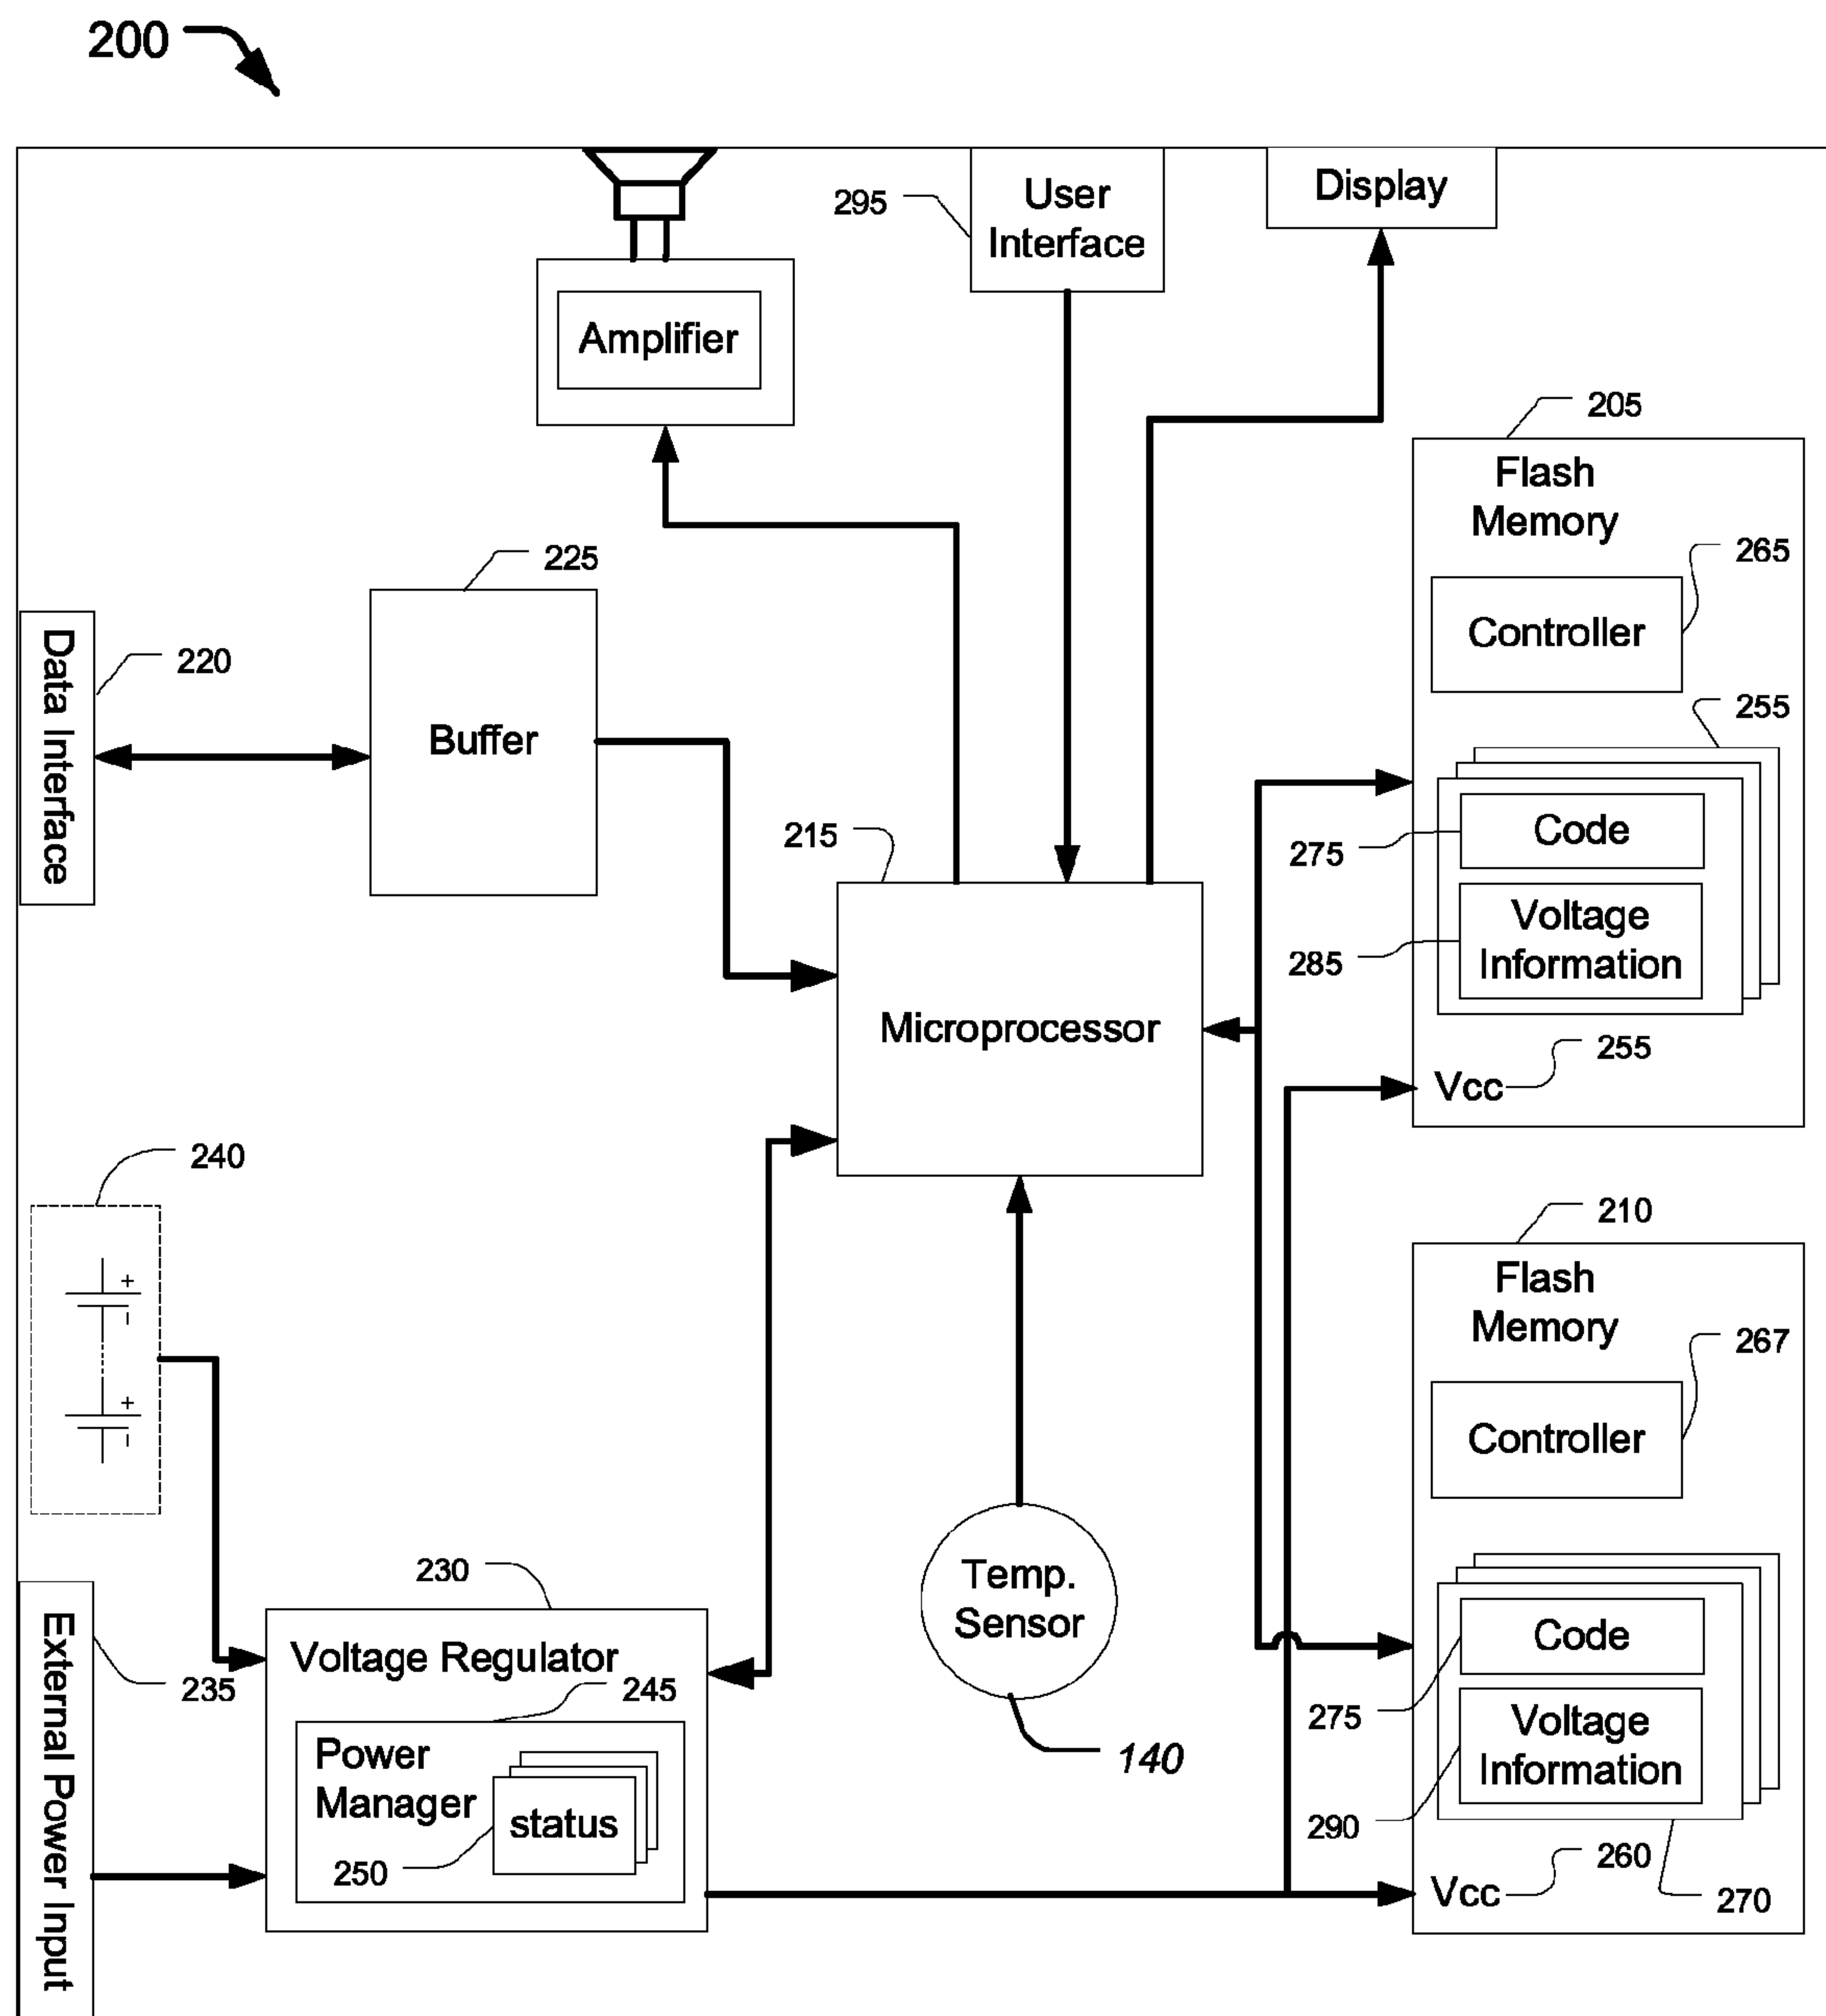 200
295
User
Interface
Display
Amplifier
205
Flash
Memory
225
265
Controller
Data Interface
220
Buffer
255
215
275
Code
285
Voltage
Information
Microprocessor
255
Vcc
240
+
+
210
Flash
Memory
267
Controller
230
Temp.
Sensor
Code
External Power Input
235
Voltage Regulator
245
275
Voltage
Information
Power
Manager
status
140
250
290
260
Vcc
270